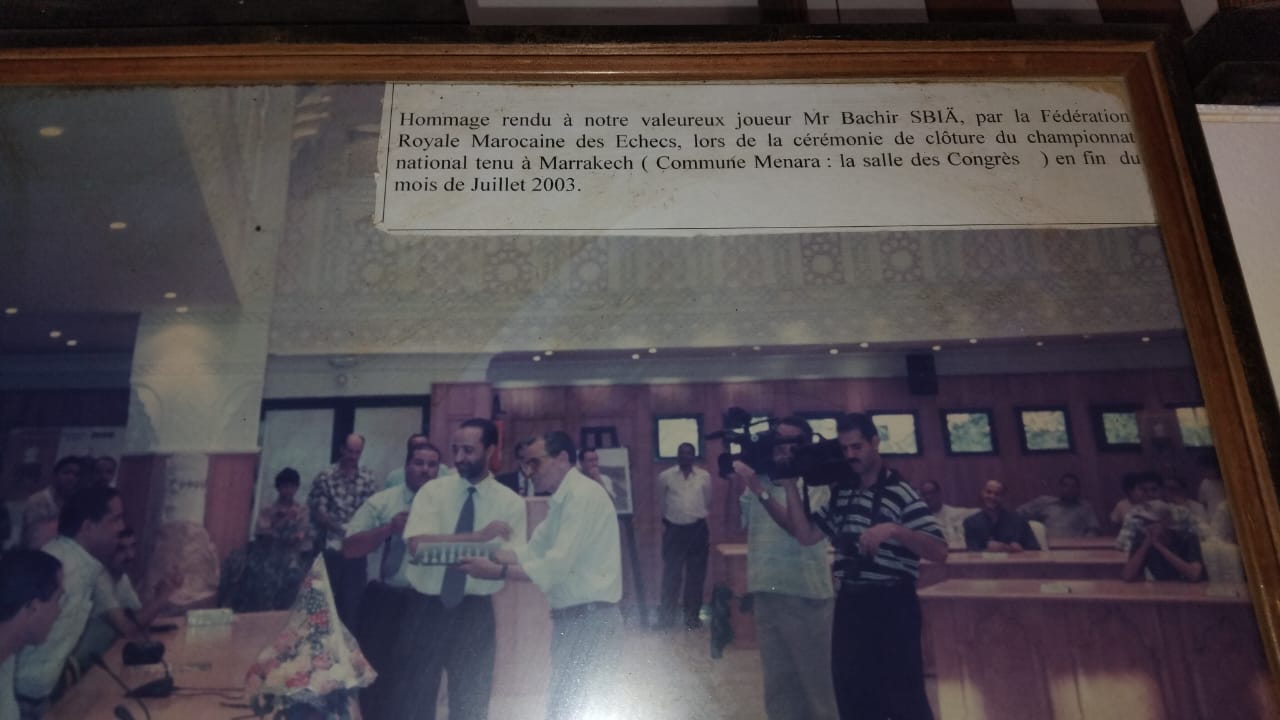 Hommage rendu à notre valeureux joueur Mr Bachir SBIÄ, par la Fédération
Royale Marocaine des Echecs, lors de la cérémonie de clôture du championnat
national tenu à Marrakech ( Commune Menara : la salle des Congrès ) en fin du
mois de Juillet 2003.